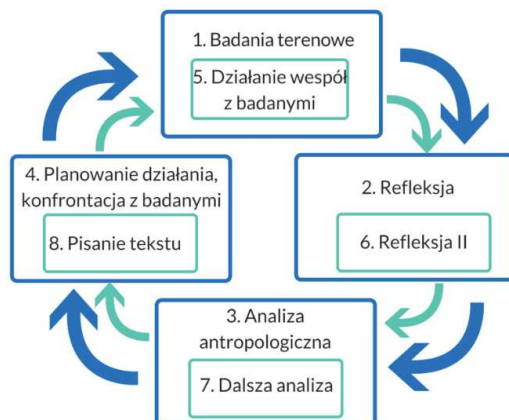 1. Badania terenowe
5. Działanie wespół
z badanymi
2. Refleksja
6. Refleksja II
3. Analiza
antropologiczna
7. Dalsza analiza
4. Planowanie działania,
konfrontacja z badanymi
8. Pisanie tekstu